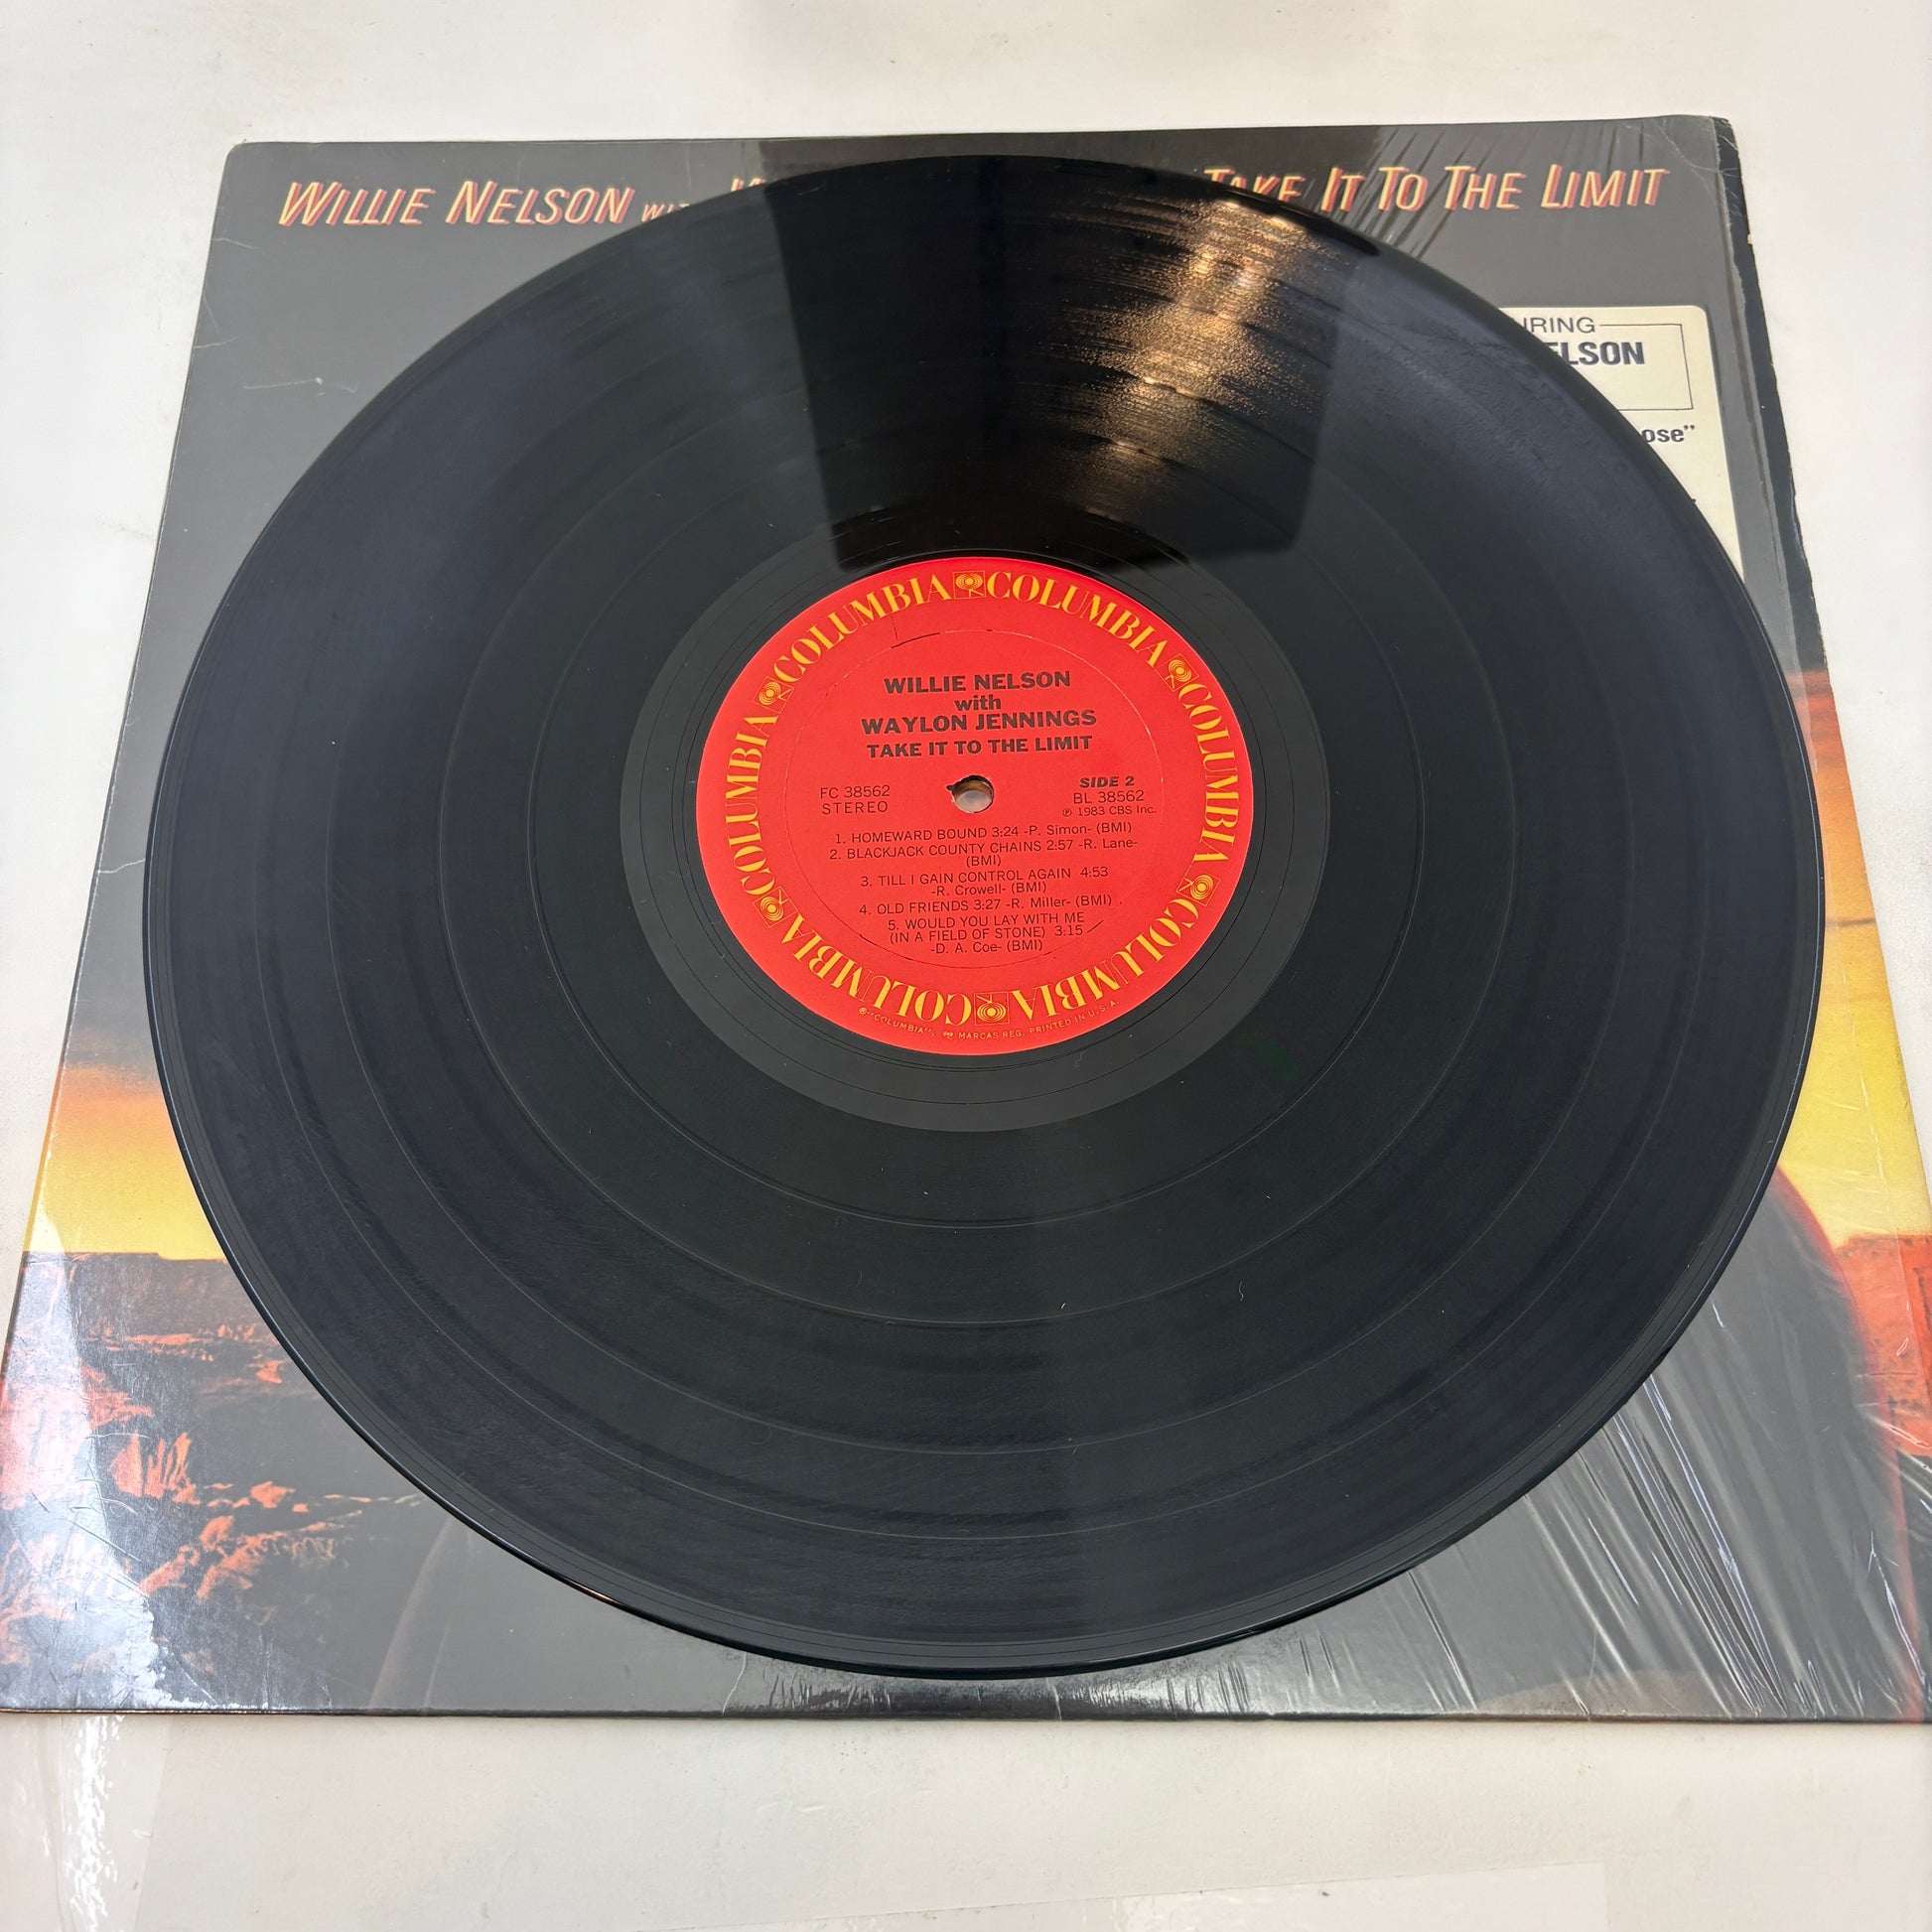 WILLIE NELSON
TAKE IT TO THE LIMIT
NELSON
COLUMBIA COLUMBIA COLUMBIA COLUMBIA COLUMBIA COLUMBIA
WILLIE NELSON
with
WAYLON JENNINGS
TAKE IT TO THE LIMIT
FC 38562
STEREO
SIDE 2
BL 38562
℗ 1983 CBS Inc.
1. HOMEWARD BOUND 3:24 -P. Simon- (BMI)
2. BLACKJACK COUNTY CHAINS 2:57 -R. Lane-
(BMI)
3. TILL I GAIN CONTROL AGAIN 4:53
-R. Crowell- (BMI)
4. OLD FRIENDS 3:27 -R. Miller- (BMI)
5. WOULD YOU LAY WITH ME
(IN A FIELD OF STONE) 3:15
-D. A. Coe- (BMI)
®"COLUMBIA", MARCAS REG. PRINTED IN U.S.A.